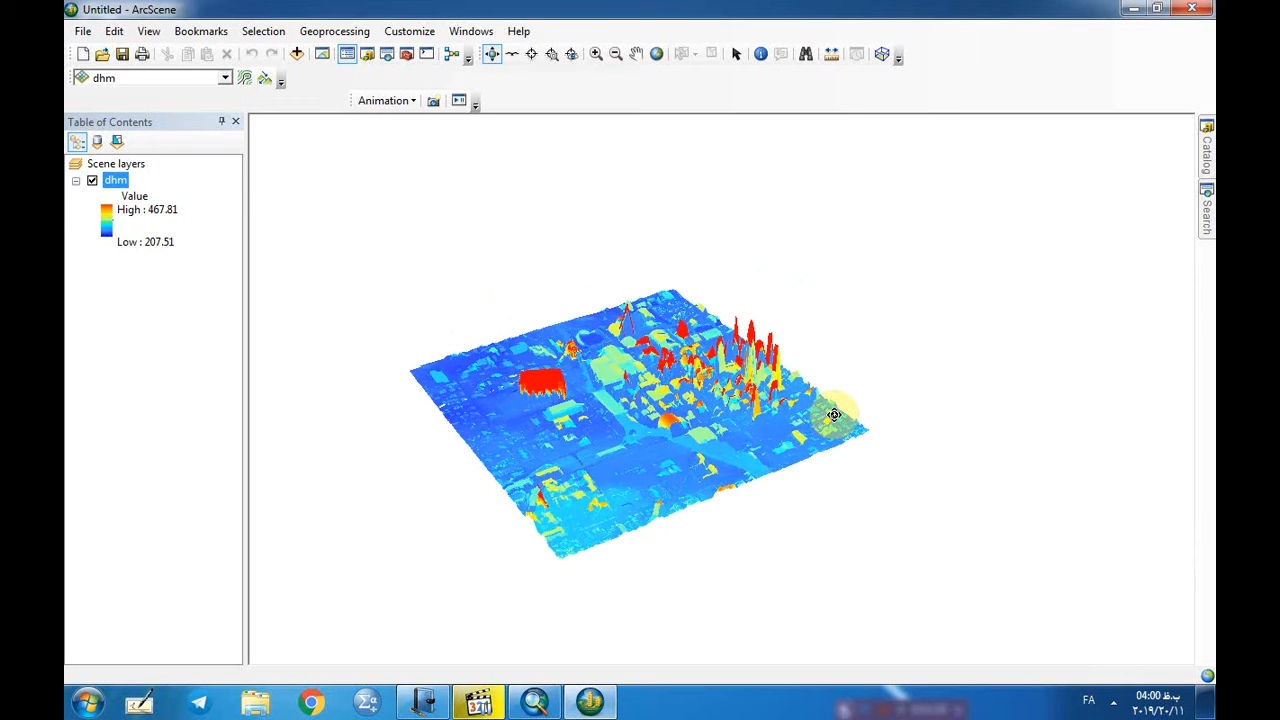 Untitled - ArcScene
File Edit View Bookmarks Selection Geoprocessing Customize Windows Help
dhm
Animation
Table of Contents
Scene layers
dhm
Value
High : 467.81
Low : 207.51
Catalog
Search
321
FA
04:00 ب.ظ
۲۰۱۹/۲۰/۱۱